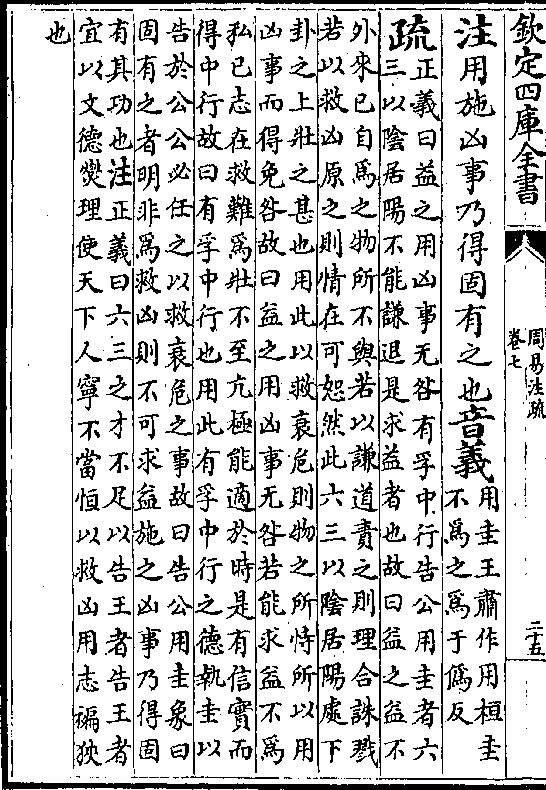 欽定四庫全書
周易注疏
卷七
二十五
注用施凶事乃得固有之也音義用圭王肅作用桓圭
不為之為于偽反
疏正義曰益之用凶事无咎有孚中行告公用圭者六
三以陰居陽不能謙退是求益者也故曰益之益不
外來已自為之物所不與若以謙道責之則理合誅戮
若以救凶原之則情在可恕然此六三以陰居陽處下
卦之上壯之甚也用此以救衰危則物之所恃所以用
凶事而得免咎故曰益之用凶事无咎若能求益不為
私已志在救難為壯不至亢極能適於時是有信實而
得中行故曰有孚中行也用此有孚中行之德執圭以
告於公公必任之以救衰危之事故曰告公用圭象曰
固有之者明非為救凶則不可求益施之凶事乃得固
有其功也注正義曰六三之才不足以告王者告王者
宜以文德燮理使天下人寧不當恒以救凶用志褊狹
也